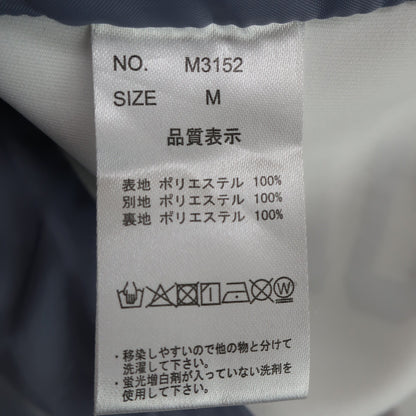 NO. M3152
SIZE M
品質表示
表地 ポリエステル 100%
別地 ポリエステル 100%
裏地 ポリエステル 100%
・移染しやすいので他の物と分けて
洗濯して下さい。
・蛍光増白剤が入っていない洗剤を
使用して下さい。